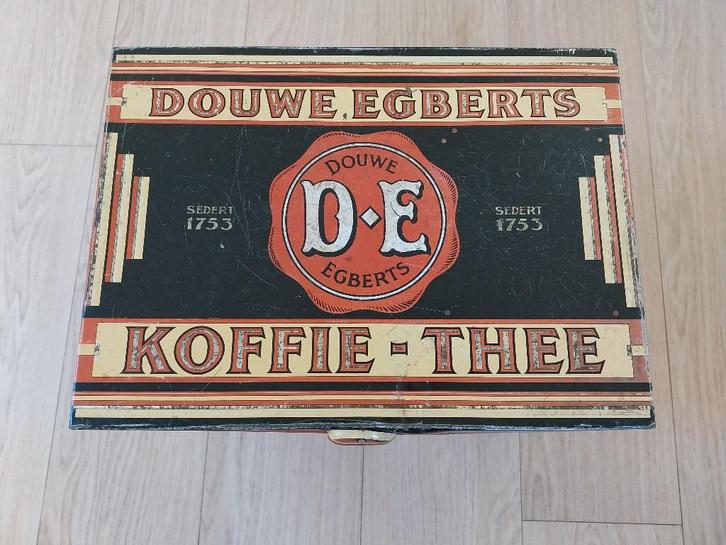 DOUWE EGBERTS
DOUWE
D·E
EGBERTS
SEDERT
1753
SEDERT
1753
KOFFIE - THEE